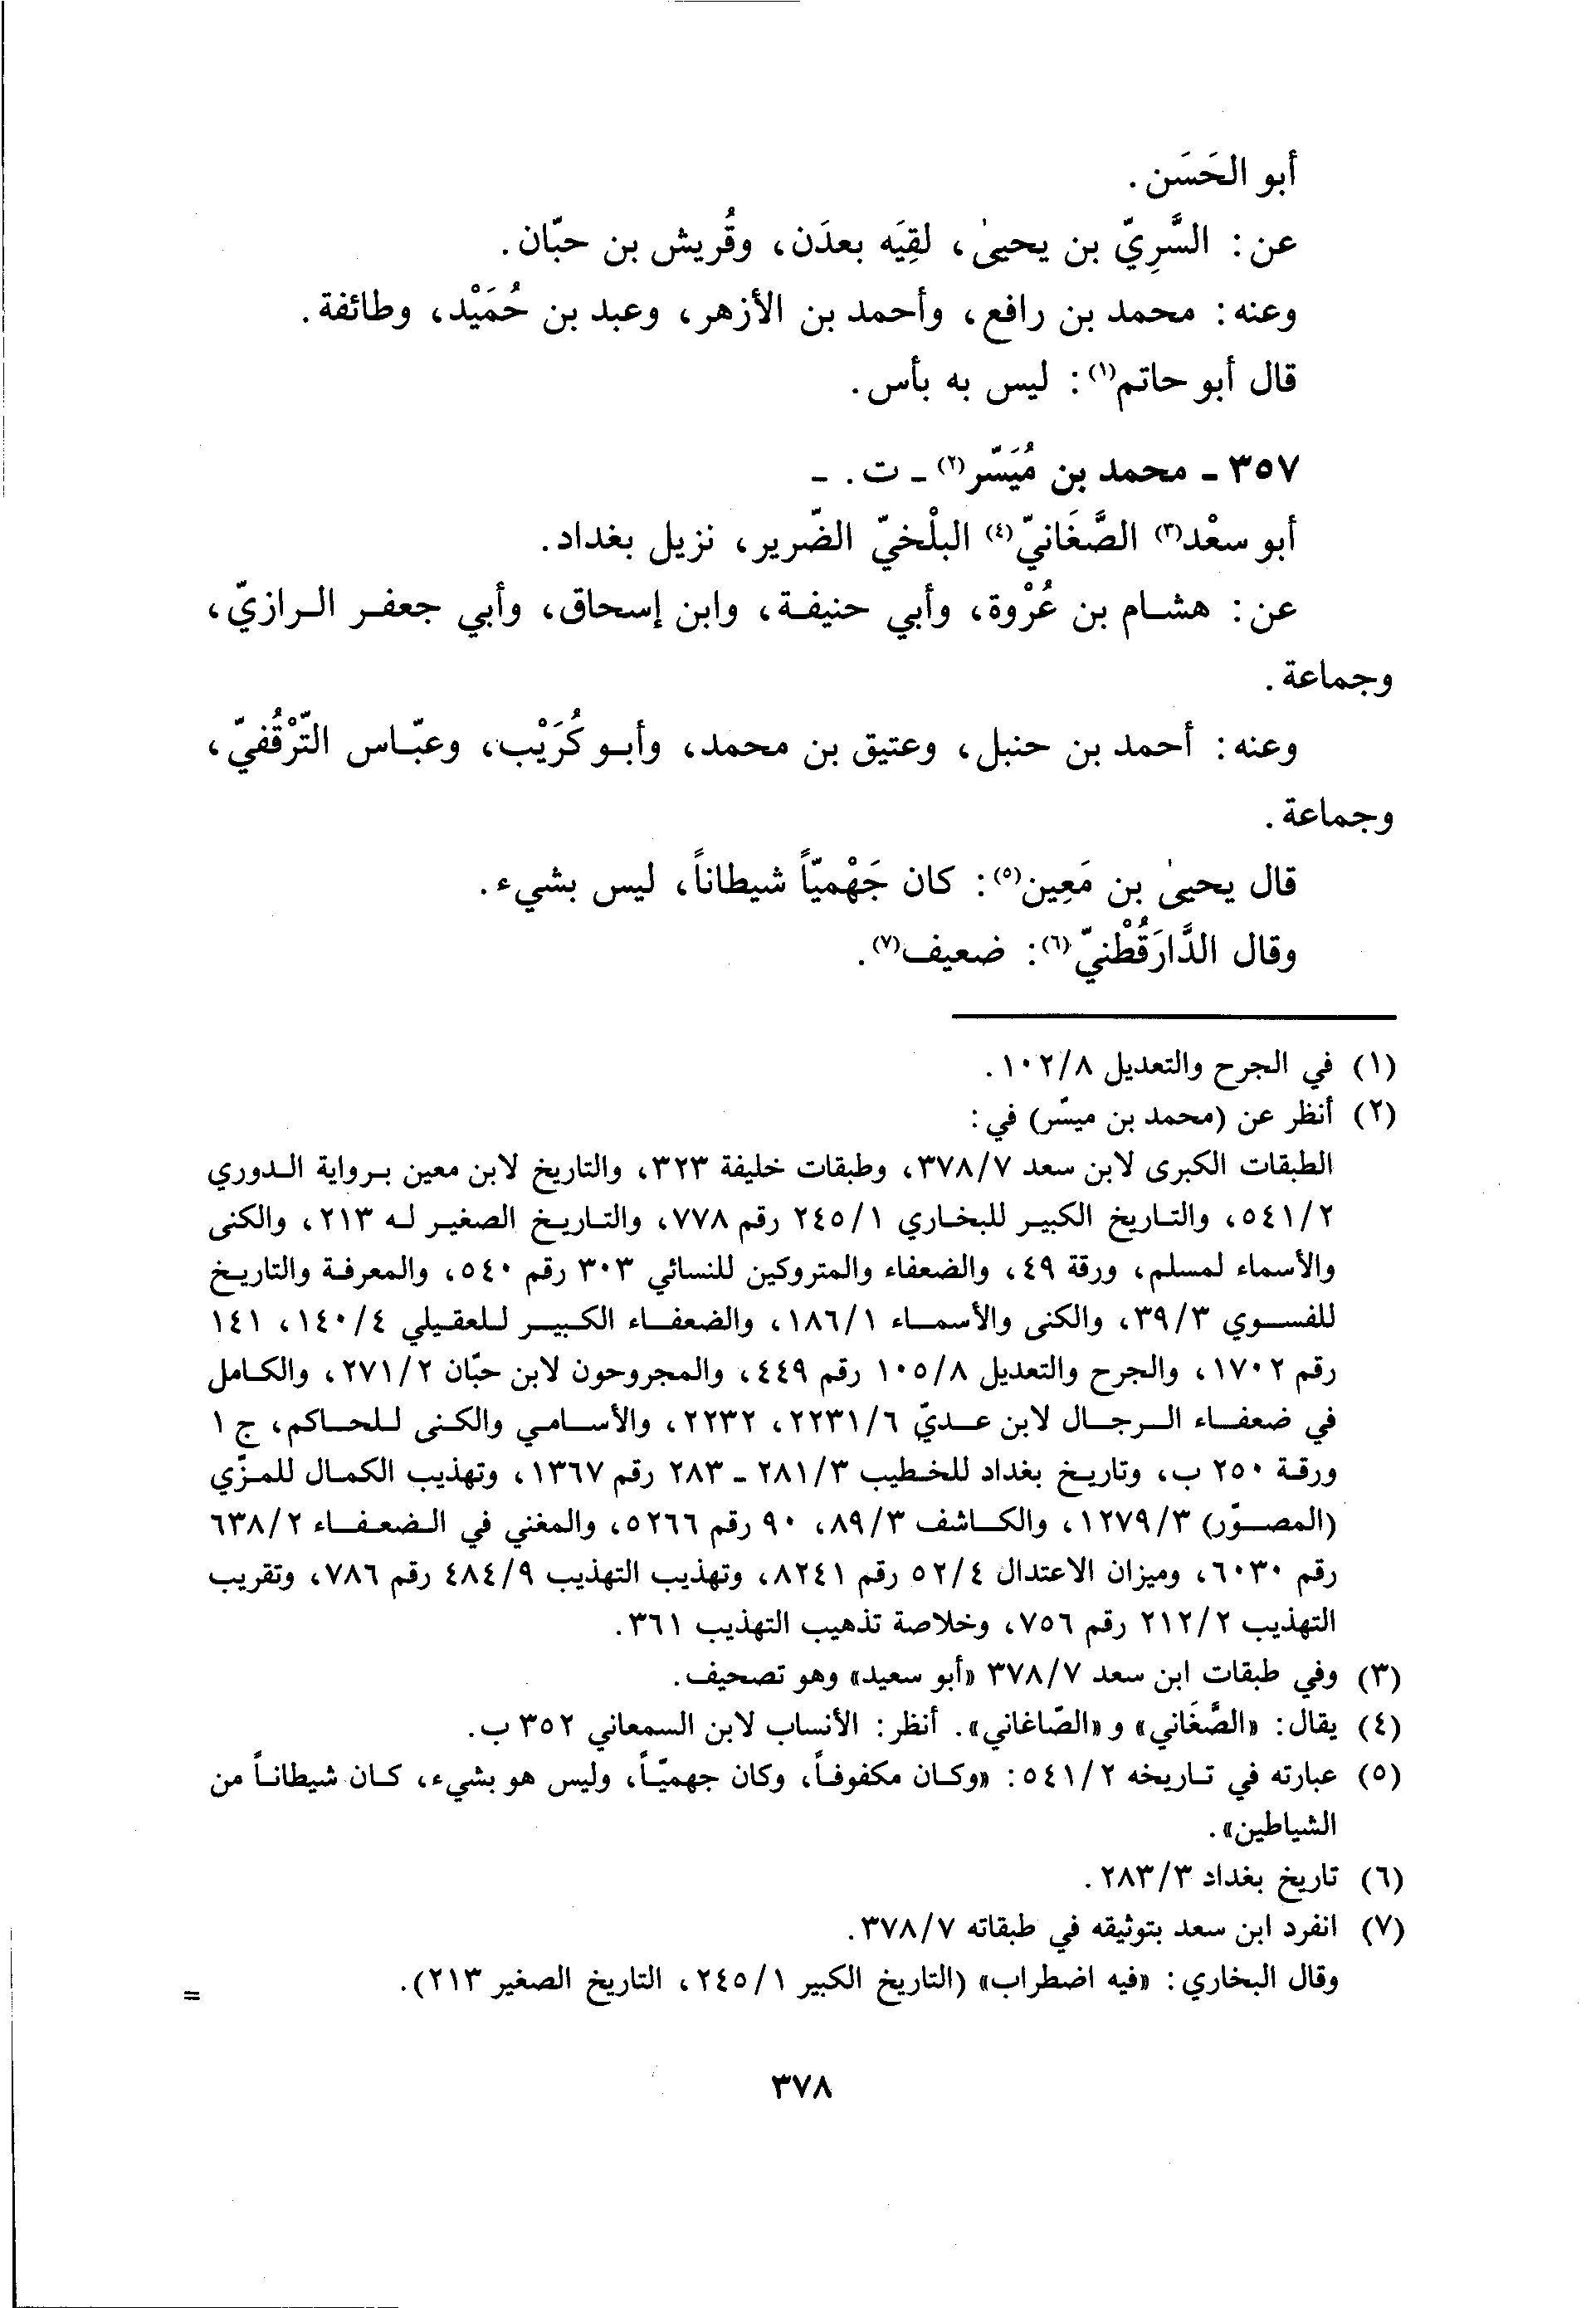 أبو الحَسَن.
عن: السَّرِيّ بن يحيىٰ، لقِيَه بعدَن، وقُريش بن حبّان.
وعنه: محمد بن رافع، وأحمد بن الأزهر، وعبد بن حُمَيْد، وطائفة.
قال أبو حاتم(١): ليس به بأس.
٣٥٧ - محمد بن مُيَسَّر(٢) - ت. -
أبو سعْد(٣) الصَّغَانيّ(٤) البلْخيّ الضّرير، نزيل بغداد.
عن: هشام بن عُرْوة، وأبي حنيفة، وابن إسحاق، وأبي جعفر الرازيّ،
وجماعة.
وعنه: أحمد بن حنبل، وعتيق بن محمد، وأبو كُرَيْب، وعبّاس التّرْقُفيّ،
وجماعة.
قال يحيىٰ بن مَعِين(٥): كان جَهْميّاً شيطاناً، ليس بشيء.
وقال الدَّارَقُطْنيّ(٦): ضعيف(٧).
(١) في الجرح والتعديل ١٠٢/٨.
(٢) أنظر عن (محمد بن ميسّر) في:
الطبقات الكبرى لابن سعد ٣٧٨/٧، وطبقات خليفة ٣٢٣، والتاريخ لابن معين برواية الدوري
٥٤١/٢، والتاريخ الكبير للبخاري ٢٤٥/١ رقم ٧٧٨، والتاريخ الصغير له ٢١٣، والكنى
والأسماء لمسلم، ورقة ٤٩، والضعفاء والمتروكين للنسائي ٣٠٣ رقم ٥٤٠، والمعرفة والتاريخ
للفسوي ٣٩/٣، والكنى والأسماء ١٨٦/١، والضعفاء الكبير للعقيلي ١٤٠/٤، ١٤١
رقم ١٧٠٢، والجرح والتعديل ١٠٥/٨ رقم ٤٤٩، والمجروحون لابن حبّان ٢٧١/٢، والكامل
في ضعفاء الرجال لابن عديّ ٢٢٣١/٦، ٢٢٣٢، والأسامي والكنى للحاكم، ج ١
ورقة ٢٥٠ ب، وتاريخ بغداد للخطيب ٢٨١/٣ - ٢٨٣ رقم ١٣٦٧، وتهذيب الكمال للمزّي
(المصوّر) ١٢٧٩/٣، والكاشف ٨٩/٣، ٩٠ رقم ٥٢٦٦، والمغني في الضعفاء ٦٣٨/٢
رقم ٦٠٣٠، وميزان الاعتدال ٥٢/٤ رقم ٨٢٤١، وتهذيب التهذيب ٤٨٤/٩ رقم ٧٨٦، وتقريب
التهذيب ٢١٢/٢ رقم ٧٥٦، وخلاصة تذهيب التهذيب ٣٦١.
(٣) وفي طبقات ابن سعد ٣٧٨/٧ «أبو سعيد» وهو تصحيف.
(٤) يقال: «الصَّغَاني» و«الصّاغاني». أنظر: الأنساب لابن السمعاني ٣٥٢ ب.
(٥) عبارته في تاريخه ٥٤١/٢: «وكان مكفوفاً، وكان جهميّاً، وليس هو بشيء، كان شيطاناً من
الشياطين».
(٦) تاريخ بغداد ٢٨٣/٣.
(٧) انفرد ابن سعد بتوثيقه في طبقاته ٣٧٨/٧.
وقال البخاري: «فيه اضطراب» (التاريخ الكبير ٢٤٥/١، التاريخ الصغير ٢١٣). =
٣٧٨